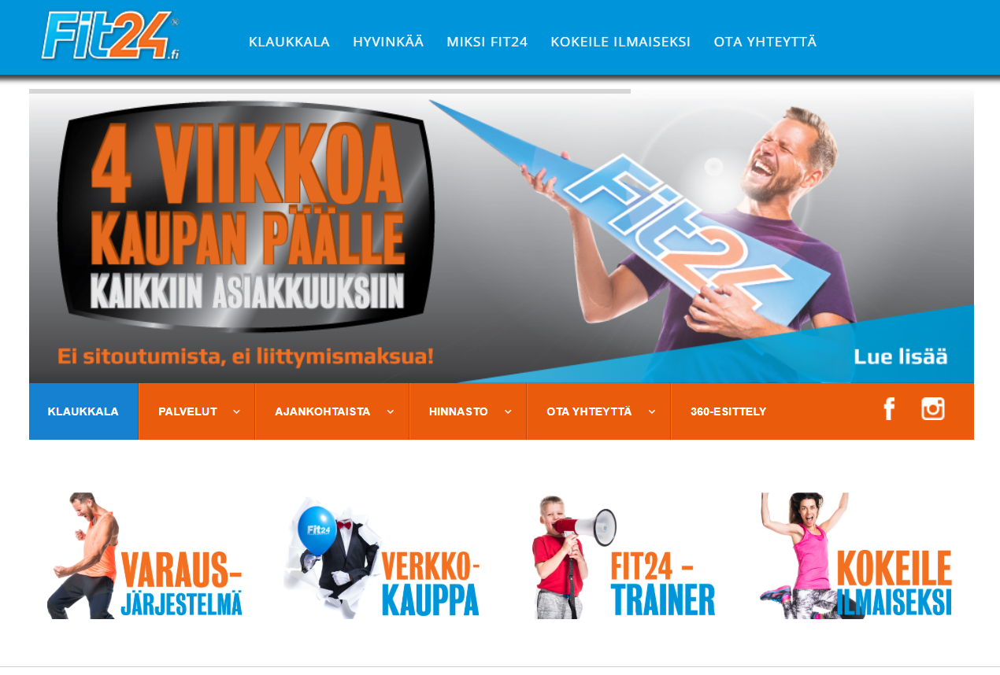 Fit24®.fi
KLAUKKALA HYVINKÄÄ MIKSI FIT24 KOKEILE ILMAISEKSI OTA YHTEYTTÄ
4 VIIKKOA
KAUPAN PÄÄLLE
KAIKKIIN ASIAKKUUKSIIN
Fit24
Ei sitoutumista, ei liittymismaksua!
Lue lisää
KLAUKKALA PALVELUT AJANKOHTAISTA HINNASTO OTA YHTEYTTÄ 360-ESITTELY
VARAUS-
JÄRJESTELMÄ
Fit24
VERKKO-
KAUPPA
FIT24 -
TRAINER
KOKEILE
ILMAISEKSI